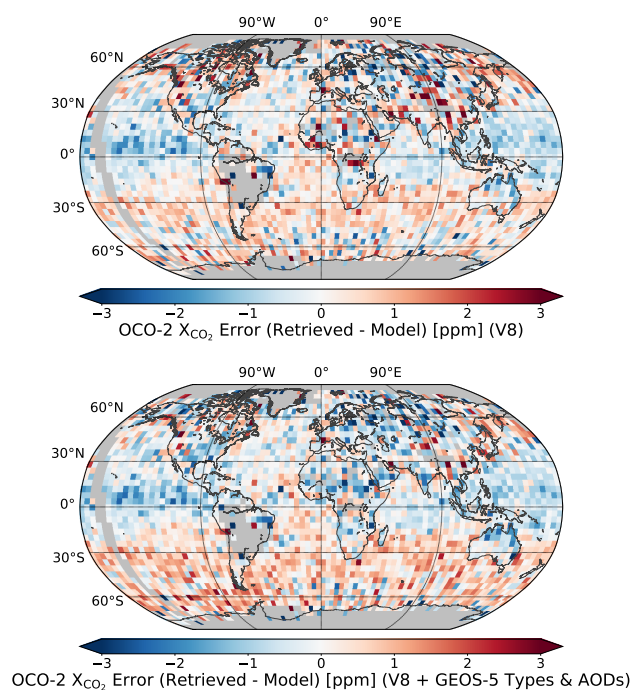 90°W 0° 90°E
60°N
30°N
0°
30°S
60°S
−3 −2 −1 0 1 2 3
OCO-2 X_CO₂ Error (Retrieved - Model) [ppm] (V8)
90°W 0° 90°E
60°N
30°N
0°
30°S
60°S
−3 −2 −1 0 1 2 3
OCO-2 X_CO₂ Error (Retrieved - Model) [ppm] (V8 + GEOS-5 Types & AODs)